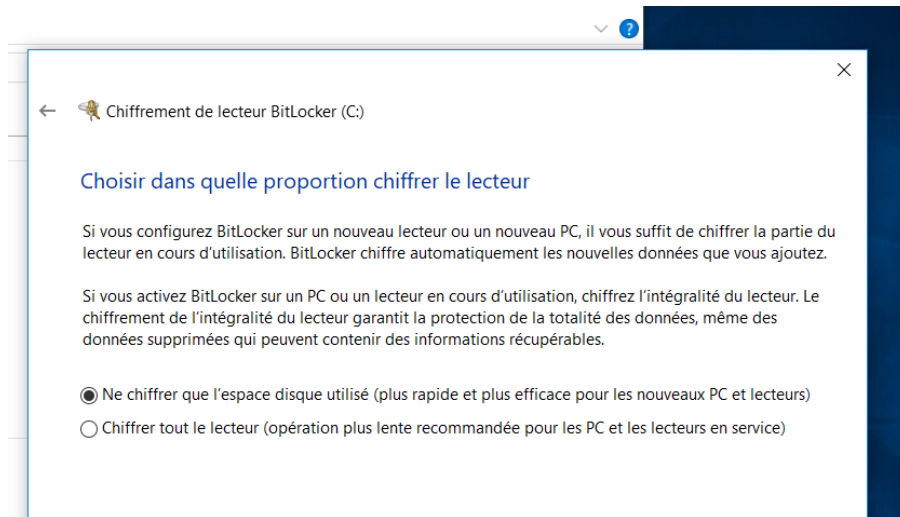 ?
Chiffrement de lecteur BitLocker (C:)
Choisir dans quelle proportion chiffrer le lecteur
Si vous configurez BitLocker sur un nouveau lecteur ou un nouveau PC, il vous suffit de chiffrer la partie du
lecteur en cours d’utilisation. BitLocker chiffre automatiquement les nouvelles données que vous ajoutez.
Si vous activez BitLocker sur un PC ou un lecteur en cours d’utilisation, chiffrez l’intégralité du lecteur. Le
chiffrement de l’intégralité du lecteur garantit la protection de la totalité des données, même des
données supprimées qui peuvent contenir des informations récupérables.
Ne chiffrer que l’espace disque utilisé (plus rapide et plus efficace pour les nouveaux PC et lecteurs)
Chiffrer tout le lecteur (opération plus lente recommandée pour les PC et les lecteurs en service)